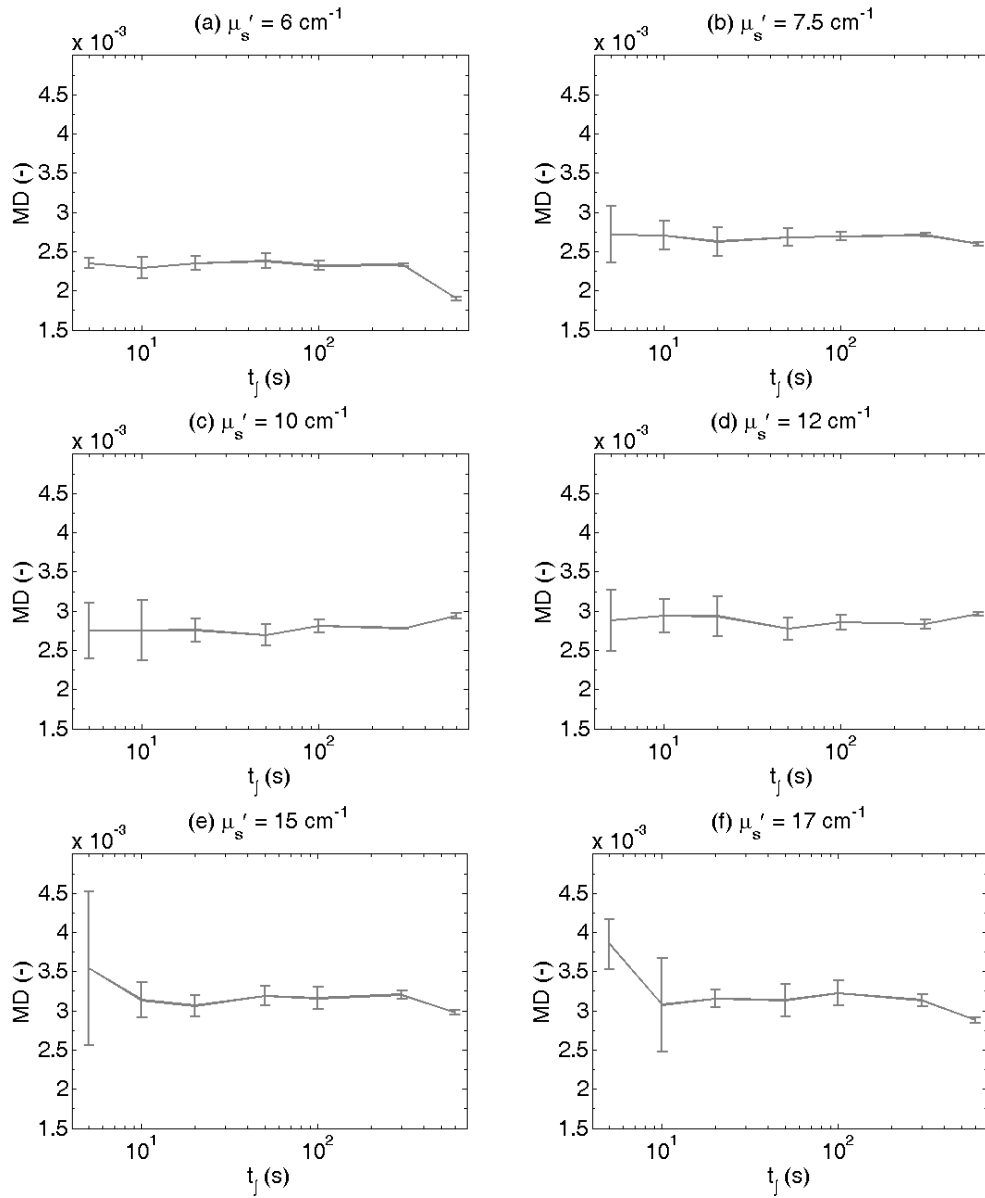 (a) μs′ = 6 cm-1
x 10-3
4.5
4
3.5
3
2.5
2
1.5
MD (-)
101
102
t∫ (s)
(b) μs′ = 7.5 cm-1
x 10-3
4.5
4
3.5
3
2.5
2
1.5
MD (-)
101
102
t∫ (s)
(c) μs′ = 10 cm-1
x 10-3
4.5
4
3.5
3
2.5
2
1.5
MD (-)
101
102
t∫ (s)
(d) μs′ = 12 cm-1
x 10-3
4.5
4
3.5
3
2.5
2
1.5
MD (-)
101
102
t∫ (s)
(e) μs′ = 15 cm-1
x 10-3
4.5
4
3.5
3
2.5
2
1.5
MD (-)
101
102
t∫ (s)
(f) μs′ = 17 cm-1
x 10-3
4.5
4
3.5
3
2.5
2
1.5
MD (-)
101
102
t∫ (s)